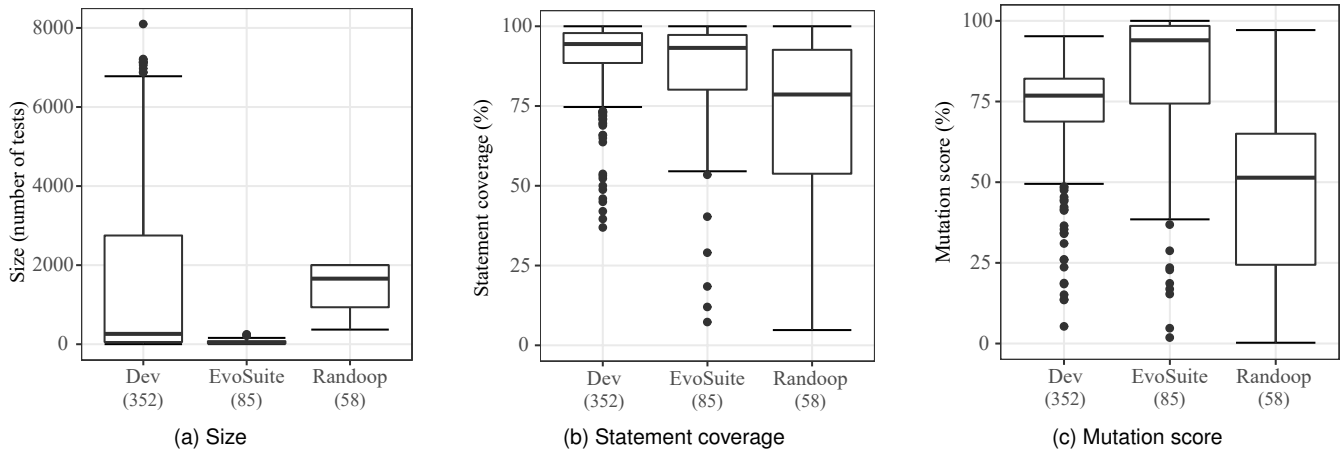 Size (number of tests)
8000
6000
4000
2000
0
Dev
(352)
EvoSuite
(85)
Randoop
(58)
(a) Size
Statement coverage (%)
100
75
50
25
0
Dev
(352)
EvoSuite
(85)
Randoop
(58)
(b) Statement coverage
Mutation score (%)
100
75
50
25
0
Dev
(352)
EvoSuite
(85)
Randoop
(58)
(c) Mutation score